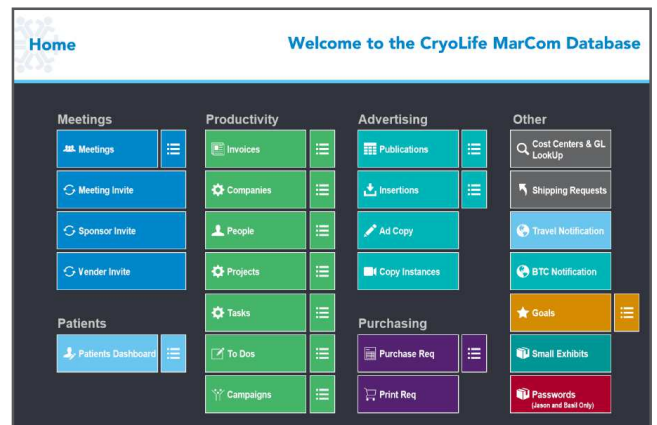 Home
Welcome to the CryoLife MarCom Database
Meetings
Meetings
Meeting Invite
Sponsor Invite
Vender Invite
Patients
Patients Dashboard
Productivity
Invoices
Companies
People
Projects
Tasks
To Dos
Campaigns
Advertising
Publications
Insertions
Ad Copy
Copy Instances
Purchasing
Purchase Req
Print Req
Other
Cost Centers & GL
LookUp
Shipping Requests
Travel Notification
BTC Notification
Goals
Small Exhibits
Passwords
(Jason and Basil Only)